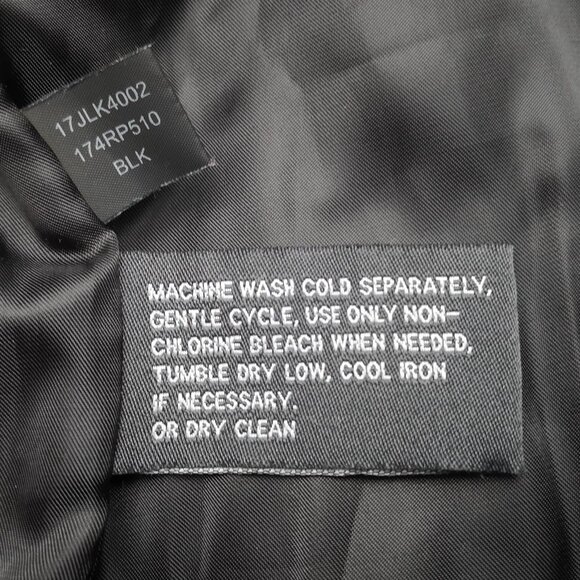 17JLK4002
174RP510
BLK
MACHINE WASH COLD SEPARATELY,
GENTLE CYCLE, USE ONLY NON-
CHLORINE BLEACH WHEN NEEDED,
TUMBLE DRY LOW, COOL IRON
IF NECESSARY.
OR DRY CLEAN